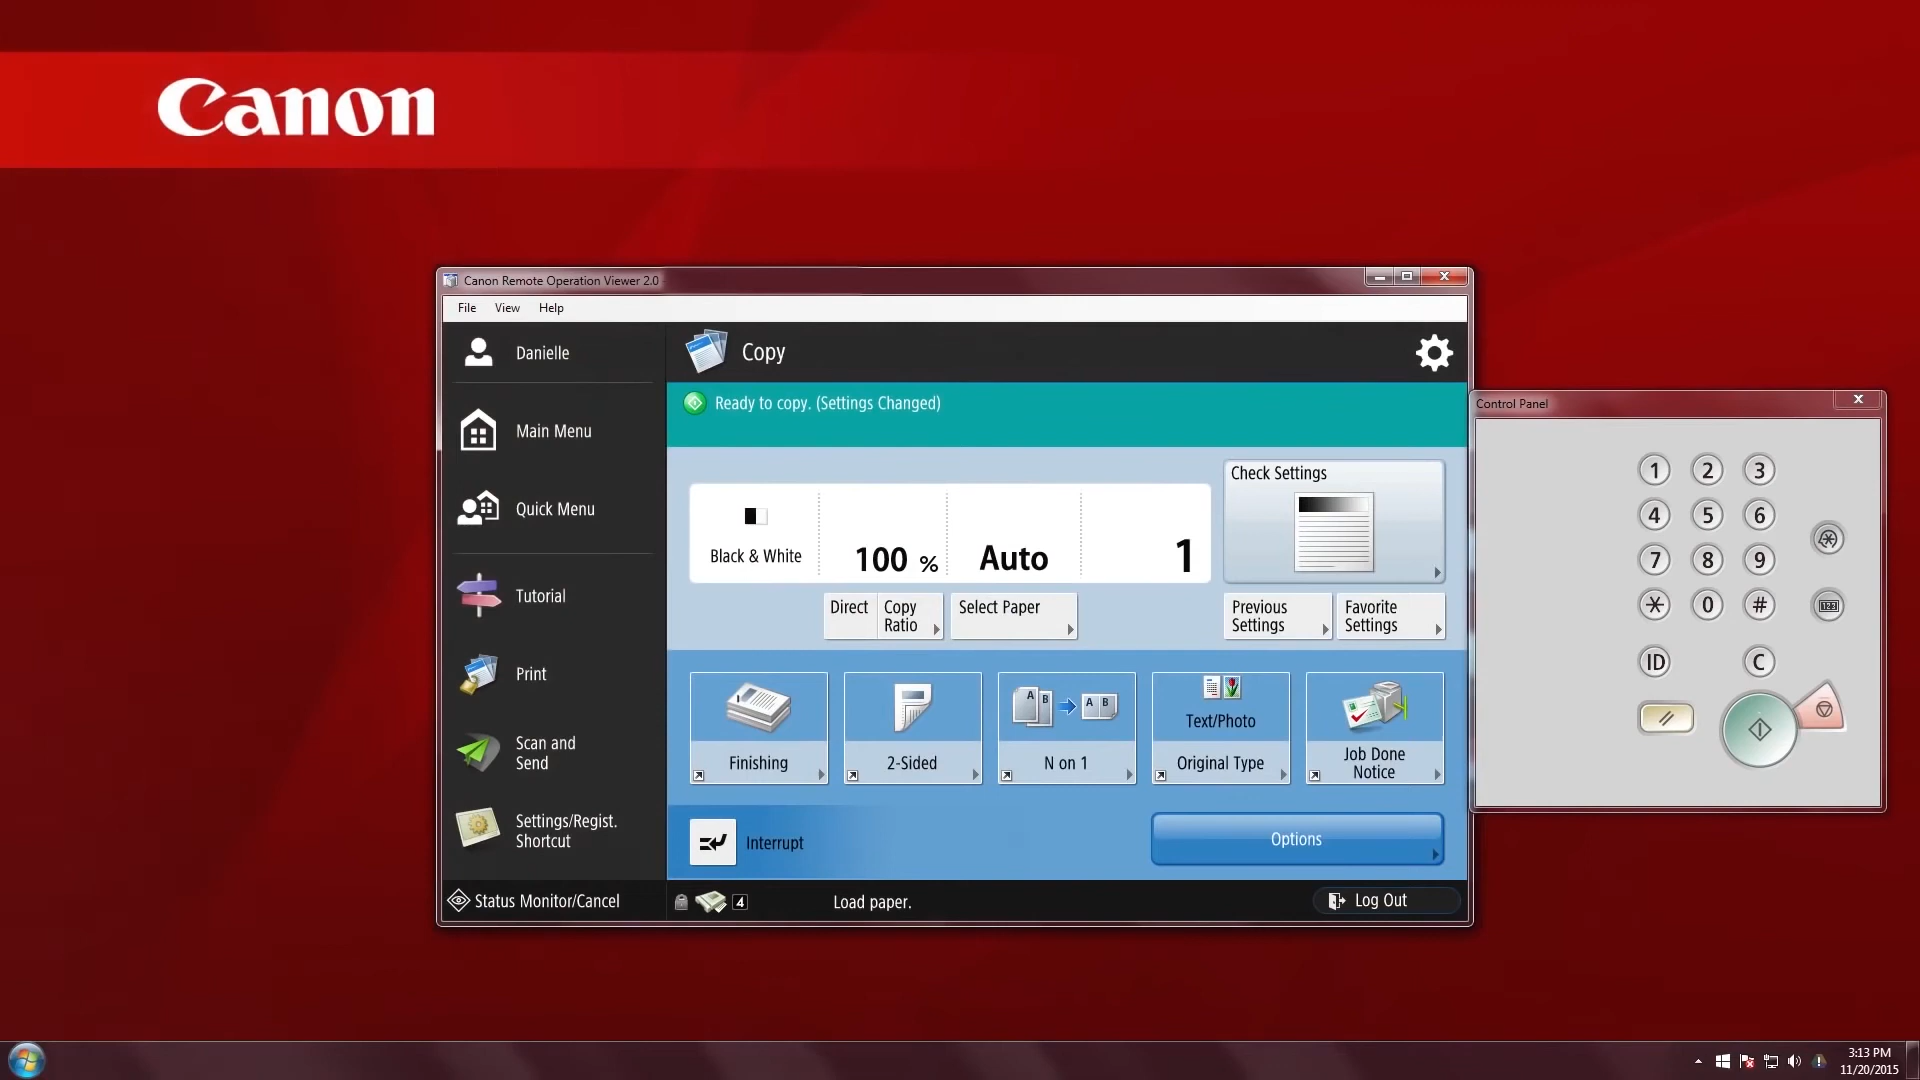 Canon
Canon Remote Operation Viewer 2.0
File View Help
Danielle
Copy
Ready to copy. (Settings Changed)
Control Panel
Main Menu
Quick Menu
Tutorial
Print
Scan and
Send
Settings/Regist.
Shortcut
Check Settings
Black & White
100 %
Auto
1
Direct
Copy
Ratio
Select Paper
Previous
Settings
Favorite
Settings
A B A B
Text/Photo
Finishing
2-Sided
N on 1
Original Type
Job Done
Notice
Interrupt
Options
Status Monitor/Cancel
4
Load paper.
Log Out
1 2 3
4 5 6
7 8 9
* 0 #
ID C
3:13 PM
11/20/2015